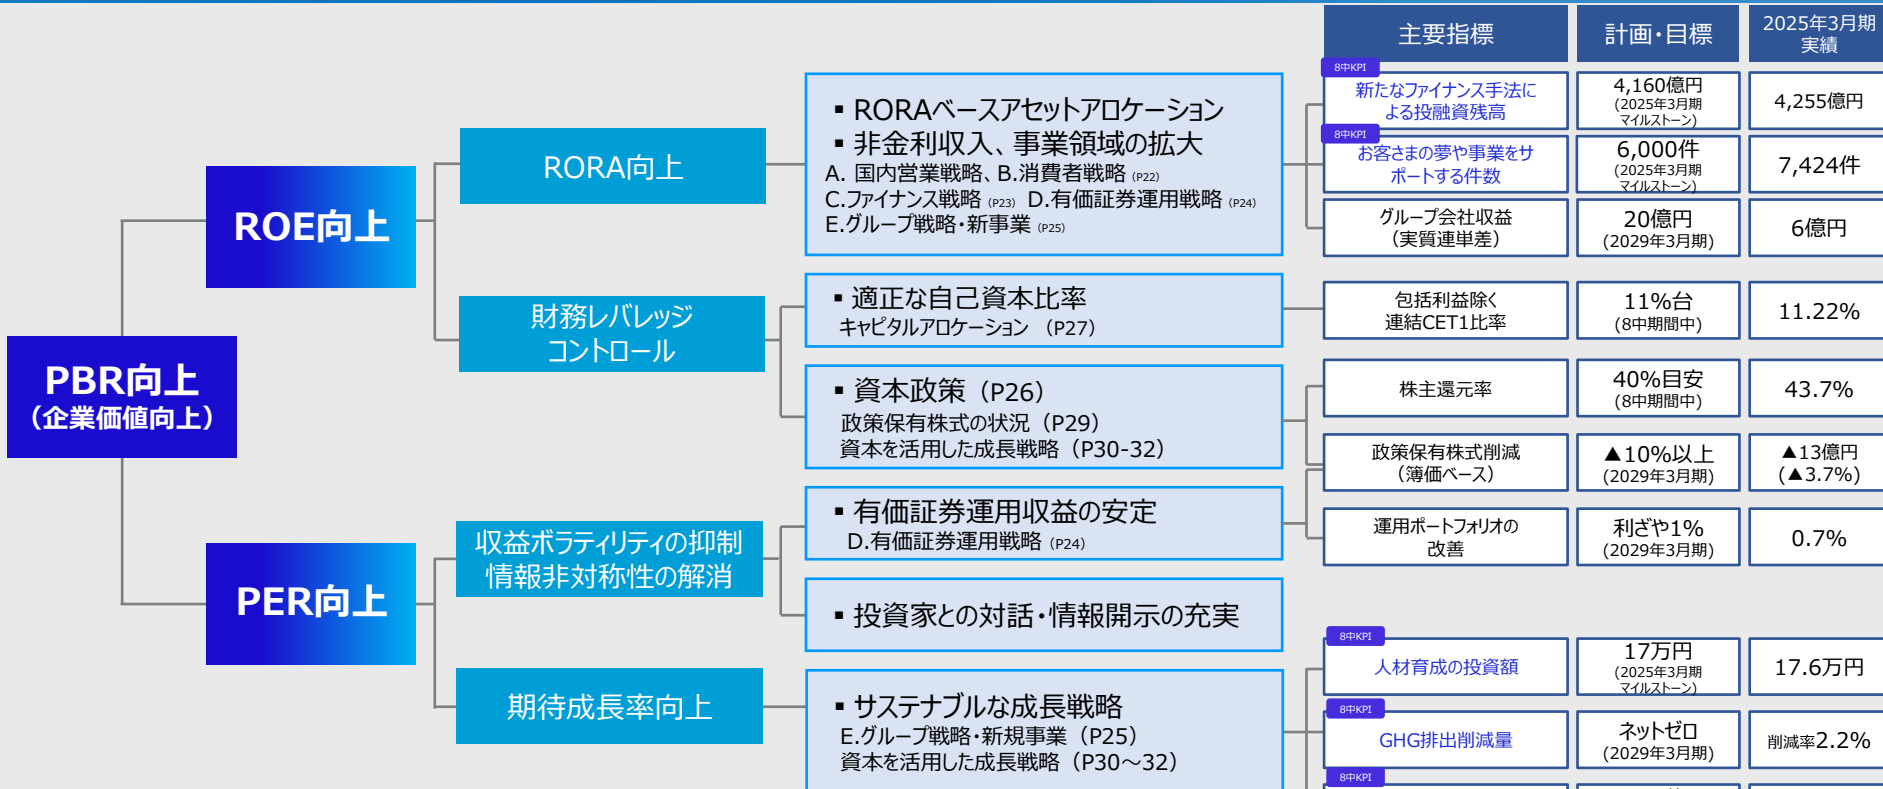 主要指標
計画・目標
2025年3月期
実績
PBR向上
（企業価値向上）
ROE向上
PER向上
RORA向上
財務レバレッジ
コントロール
収益ボラティリティの抑制
情報非対称性の解消
期待成長率向上
▪ RORAベースアセットアロケーション
▪ 非金利収入、事業領域の拡大
A. 国内営業戦略、B.消費者戦略 (P22)
C.ファイナンス戦略 (P23) D.有価証券運用戦略 (P24)
E.グループ戦略・新事業 (P25)
▪ 適正な自己資本比率
キャピタルアロケーション （P27）
▪ 資本政策（P26）
政策保有株式の状況（P29）
資本を活用した成長戦略（P30-32）
▪ 有価証券運用収益の安定
D.有価証券運用戦略 (P24)
▪ 投資家との対話・情報開示の充実
▪ サステナブルな成長戦略
E.グループ戦略・新規事業（P25）
資本を活用した成長戦略（P30～32）
8中KPI
新たなファイナンス手法に
よる投融資残高
4,160億円
(2025年3月期
マイルストーン)
4,255億円
8中KPI
お客さまの夢や事業をサ
ポートする件数
6,000件
(2025年3月期
マイルストーン)
7,424件
グループ会社収益
（実質連単差）
20億円
(2029年3月期)
6億円
包括利益除く
連結CET1比率
11%台
(8中期間中)
11.22%
株主還元率
40%目安
(8中期間中)
43.7%
政策保有株式削減
（簿価ベース）
▲10%以上
(2029年3月期)
▲13億円
(▲3.7%)
運用ポートフォリオの
改善
利ざや1%
(2029年3月期)
0.7%
8中KPI
人材育成の投資額
17万円
(2025年3月期
マイルストーン)
17.6万円
8中KPI
GHG排出削減量
ネットゼロ
(2029年3月期)
削減率2.2%
8中KPI